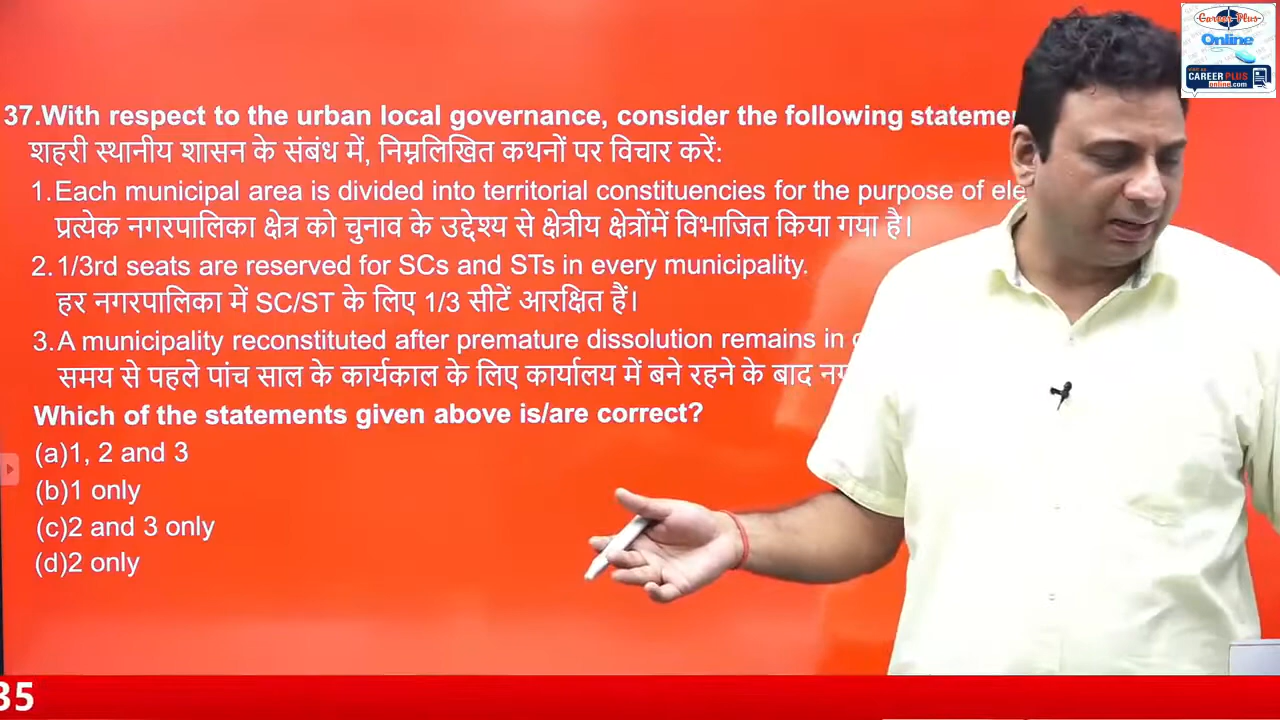 Career Plus
Online
CAREER PLUS
online.com
37.With respect to the urban local governance, consider the following
शहरी स्थानीय शासन के संबंध में, निम्नलिखित कथनों पर विचार करें:
1.Each municipal area is divided into territorial constituencies for the purpose of
प्रत्येक नगरपालिका क्षेत्र को चुनाव के उद्देश्य से क्षेत्रीय क्षेत्रोंमें विभाजित किया गया है।
2.1/3rd seats are reserved for SCs and STs in every municipality.
हर नगरपालिका में SC/ST के लिए 1/3 सीटें आरक्षित हैं।
3.A municipality reconstituted after premature dissolution remains in
समय से पहले पांच साल के कार्यकाल के लिए कार्यालय में बने रहने के बाद
Which of the statements given above is/are correct?
(a)1, 2 and 3
(b)1 only
(c)2 and 3 only
(d)2 only
35